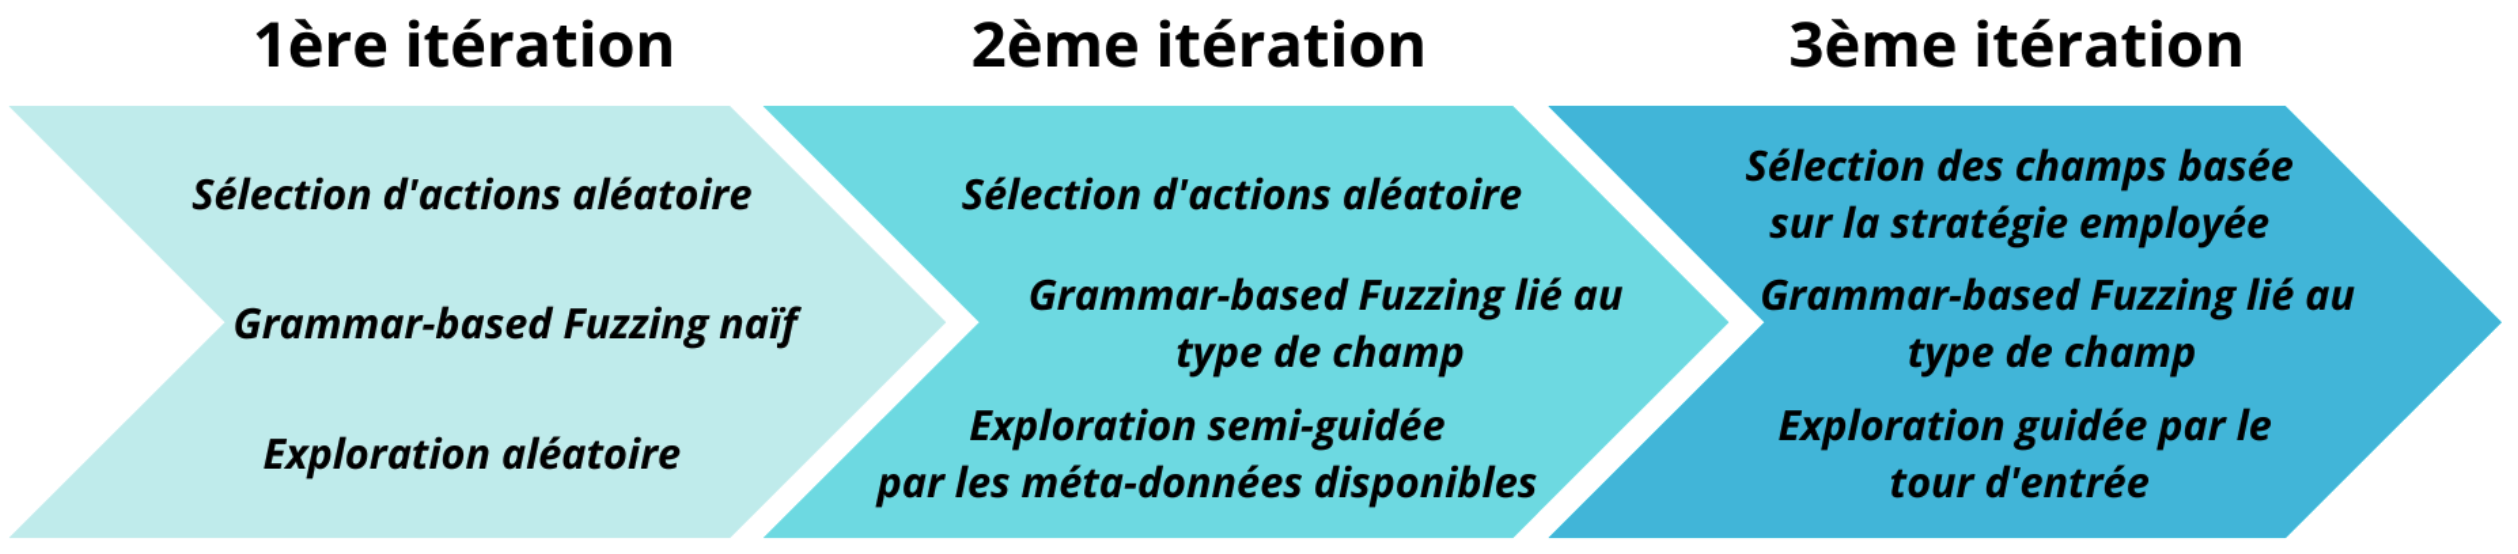 1ère itération
Sélection d'actions aléatoire
Grammar-based Fuzzing naïf
Exploration aléatoire
2ème itération
Sélection d'actions aléatoire
Grammar-based Fuzzing lié au
type de champ
Exploration semi-guidée
par les méta-données disponibles
3ème itération
Sélection des champs basée
sur la stratégie employée
Grammar-based Fuzzing lié au
type de champ
Exploration guidée par le
tour d'entrée